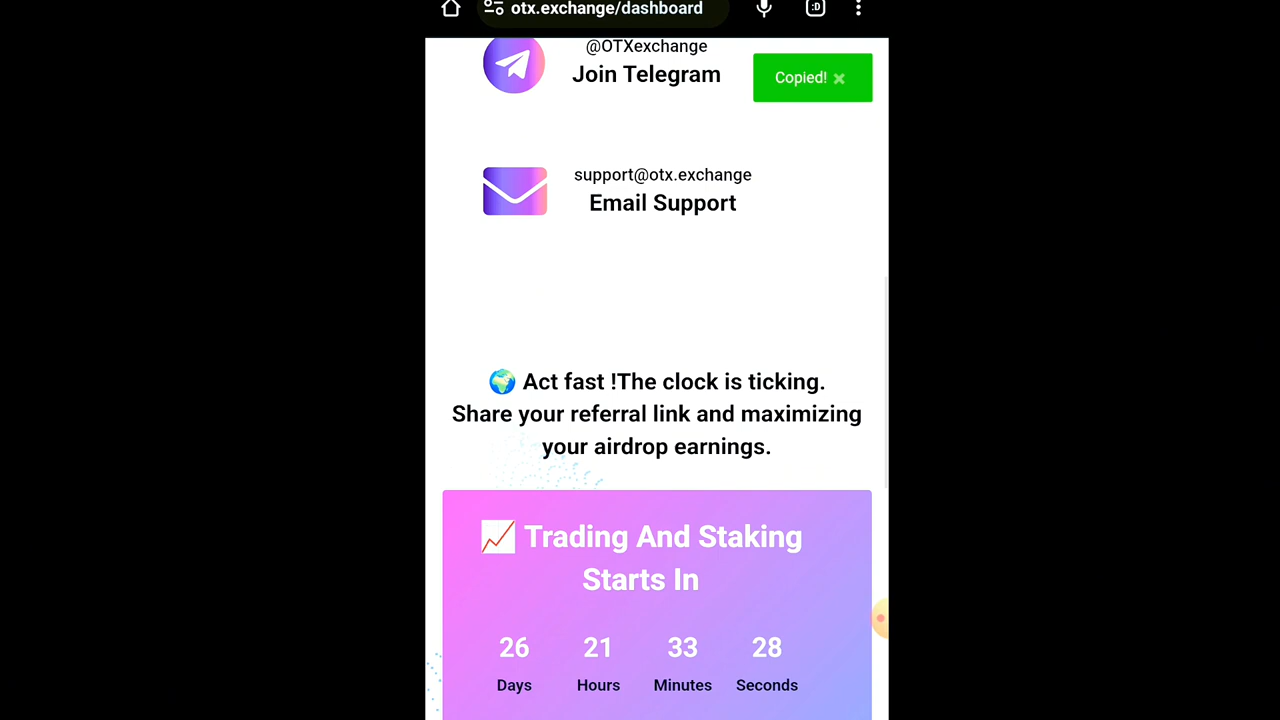 otx.exchange/dashboard
:D
@OTXexchange
Join Telegram
Copied! ×
support@otx.exchange
Email Support
🌍 Act fast !The clock is ticking.
Share your referral link and maximizing
your airdrop earnings.
📈 Trading And Staking
Starts In
26 21 33 28
Days Hours Minutes Seconds